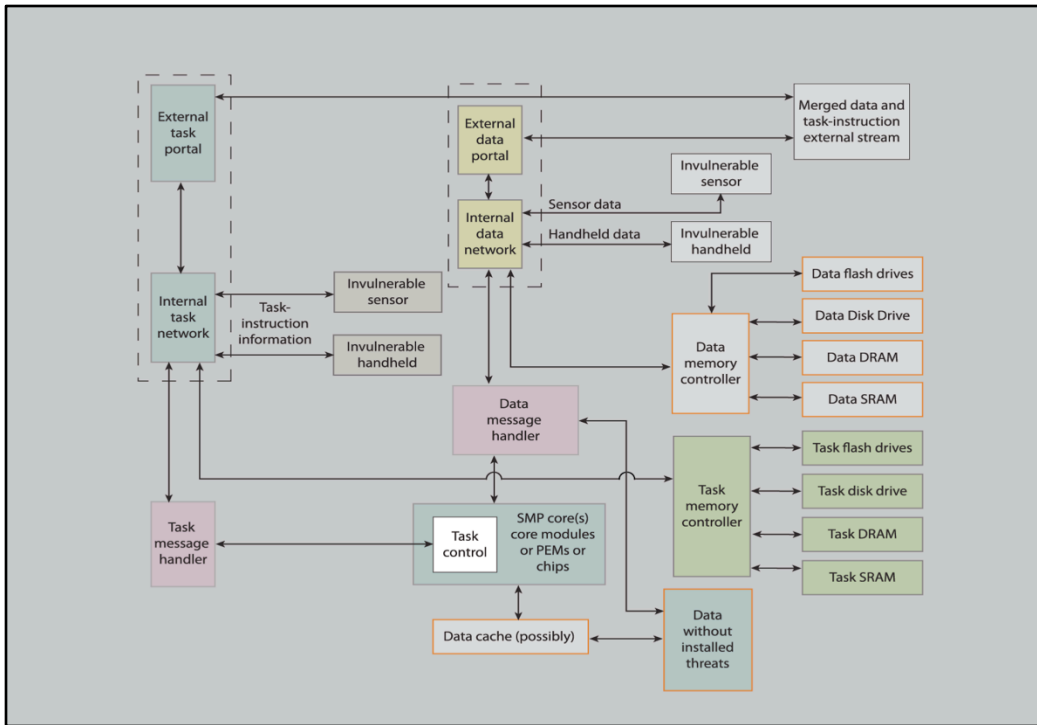 External
task
portal
External
data
portal
Merged data and
task-instruction
external stream
Invulnerable
sensor
Sensor data
Internal
data
network
Handheld data
Invulnerable
handheld
Internal
task
network
Task-
instruction
information
Invulnerable
sensor
Invulnerable
handheld
Data flash drives
Data
memory
controller
Data Disk Drive
Data DRAM
Data SRAM
Data
message
handler
Task
memory
controller
Task flash drives
Task disk drive
Task DRAM
Task SRAM
Task
message
handler
Task
control
SMP core(s)
core modules
or PEMs or
chips
Data cache (possibly)
Data
without
installed
threats